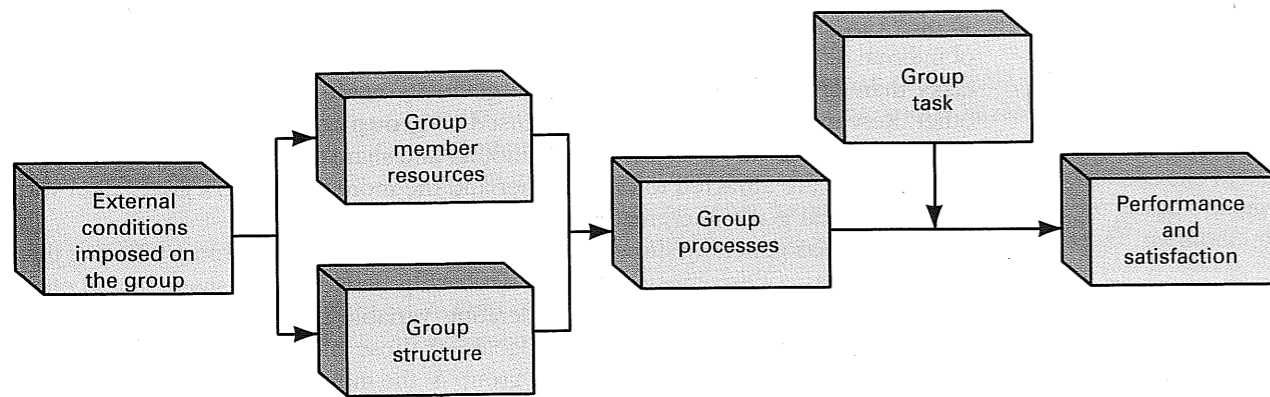 External
conditions
imposed on
the group
Group
member
resources
Group
structure
Group
processes
Group
task
Performance
and
satisfaction